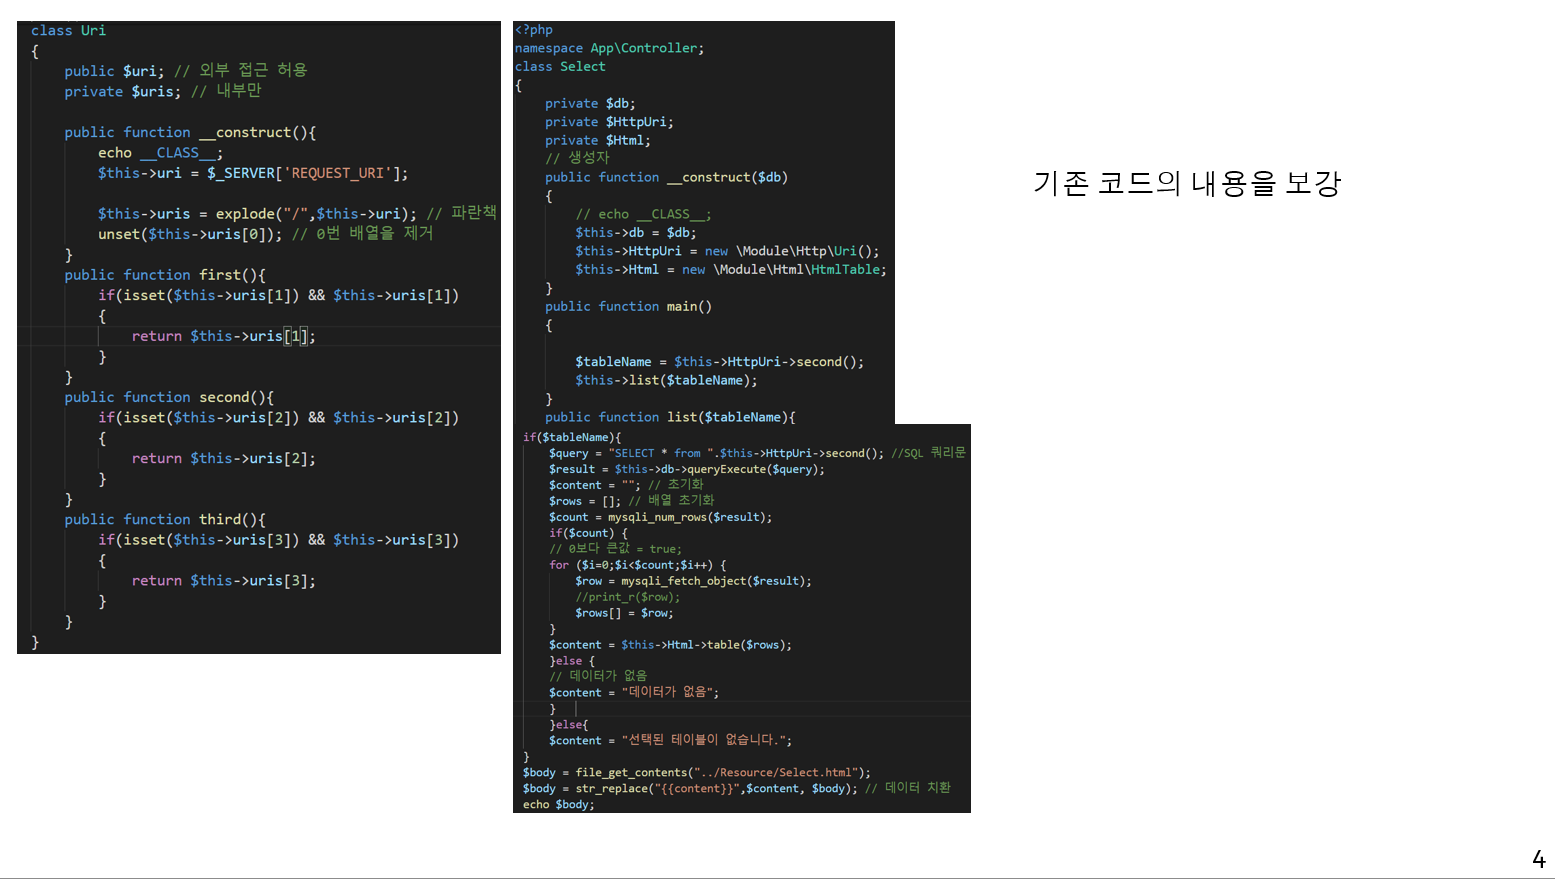 class Uri
{
public $uri; // 외부 접근 허용
private $uris; // 내부만
public function __construct(){
echo __CLASS__;
$this->uri = $_SERVER['REQUEST_URI'];
$this->uris = explode("/",$this->uri); // 파란책
unset($this->uris[0]); // 0번 배열을 제거
}
public function first(){
if(isset($this->uris[1]) && $this->uris[1])
{
return $this->uris[1];
}
}
public function second(){
if(isset($this->uris[2]) && $this->uris[2])
{
return $this->uris[2];
}
}
public function third(){
if(isset($this->uris[3]) && $this->uris[3])
{
return $this->uris[3];
}
}
}
<?php
namespace App\Controller;
class Select
{
private $db;
private $HttpUri;
private $Html;
// 생성자
public function __construct($db)
{
// echo __CLASS__;
$this->db = $db;
$this->HttpUri = new \Module\Http\Uri();
$this->Html = new \Module\Html\HtmlTable;
}
public function main()
{
$tableName = $this->HttpUri->second();
$this->list($tableName);
}
public function list($tableName){
if($tableName){
$query = "SELECT * from ".$this->HttpUri->second(); //SQL 쿼리문
$result = $this->db->queryExecute($query);
$content = ""; // 초기화
$rows = []; // 배열 초기화
$count = mysqli_num_rows($result);
if($count) {
// 0보다 큰값 = true;
for ($i=0;$i<$count;$i++) {
$row = mysqli_fetch_object($result);
//print_r($row);
$rows[] = $row;
}
$content = $this->Html->table($rows);
}else {
// 데이터가 없음
$content = "데이터가 없음";
}
}else{
$content = "선택된 테이블이 없습니다.";
}
$body = file_get_contents("../Resource/Select.html");
$body = str_replace("{{content}}",$content, $body); // 데이터 치환
echo $body;
기존 코드의 내용을 보강
4